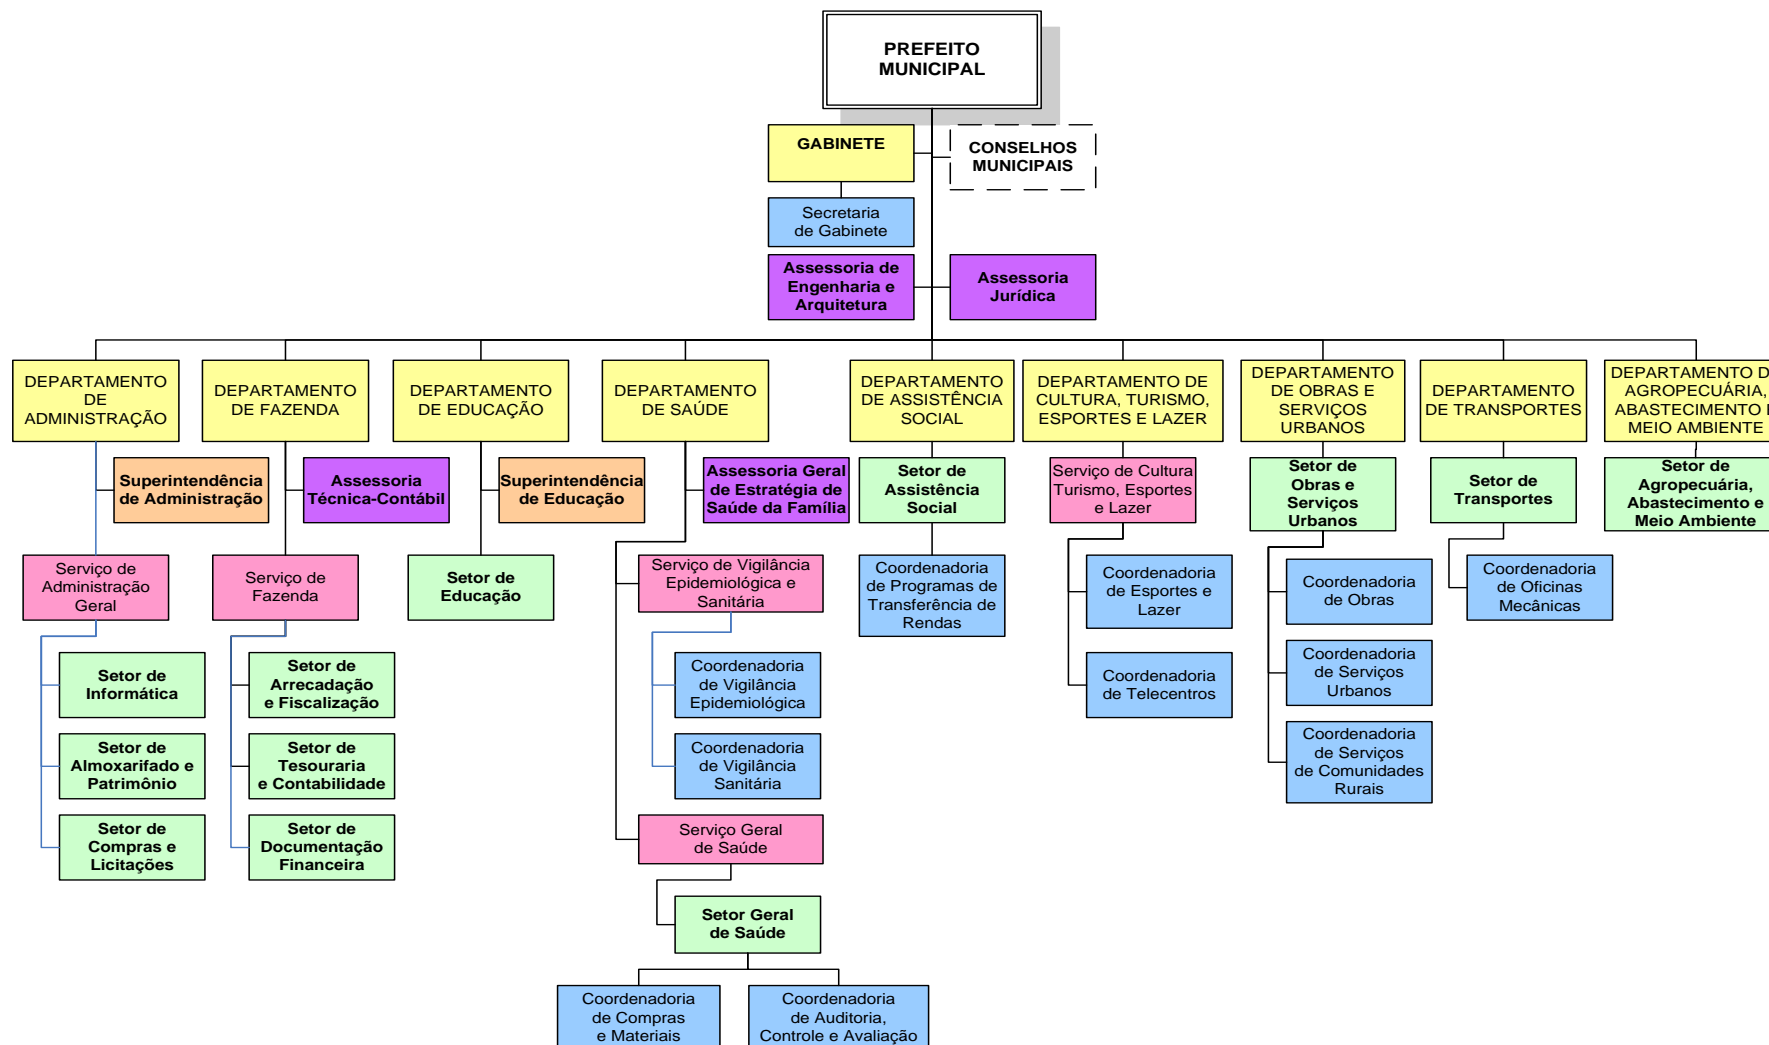 PREFEITO
MUNICIPAL
GABINETE
CONSELHOS
MUNICIPAIS
Secretaria
de Gabinete
Assessoria de
Engenharia e
Arquitetura
Assessoria
Jurídica
DEPARTAMENTO
DE
ADMINISTRAÇÃO
DEPARTAMENTO
DE FAZENDA
DEPARTAMENTO
DE EDUCAÇÃO
DEPARTAMENTO
DE SAÚDE
DEPARTAMENTO
DE ASSISTÊNCIA
SOCIAL
DEPARTAMENTO DE
CULTURA, TURISMO,
ESPORTES E LAZER
DEPARTAMENTO
DE OBRAS E
SERVIÇOS
URBANOS
DEPARTAMENTO
DE TRANSPORTES
DEPARTAMENTO D
AGROPECUÁRIA,
ABASTECIMENTO E
MEIO AMBIENTE
Superintendência
de Administração
Assessoria
Técnica-Contábil
Superintendência
de Educação
Assessoria Geral
de Estratégia de
Saúde da Família
Setor de
Assistência
Social
Serviço de Cultura
Turismo, Esportes
e Lazer
Setor de
Obras e
Serviços
Urbanos
Setor de
Transportes
Setor de
Agropecuária,
Abastecimento e
Meio Ambiente
Serviço de
Administração
Geral
Serviço de
Fazenda
Setor de
Educação
Serviço de Vigilância
Epidemiológica e
Sanitária
Coordenadoria
de Programas de
Transferência de
Rendas
Coordenadoria
de Esportes e
Lazer
Coordenadoria
de Obras
Coordenadoria
de Oficinas
Mecânicas
Setor de
Informática
Setor de
Arrecadação
e Fiscalização
Coordenadoria
de Vigilância
Epidemiológica
Coordenadoria
de Telecentros
Coordenadoria
de Serviços
Urbanos
Setor de
Almoxarifado e
Patrimônio
Setor de
Tesouraria
e Contabilidade
Coordenadoria
de Vigilância
Sanitária
Coordenadoria
de Serviços
de Comunidades
Rurais
Setor de
Compras e
Licitações
Setor de
Documentação
Financeira
Serviço Geral
de Saúde
Setor Geral
de Saúde
Coordenadoria
de Compras
e Materiais
Coordenadoria
de Auditoria,
Controle e Avaliação